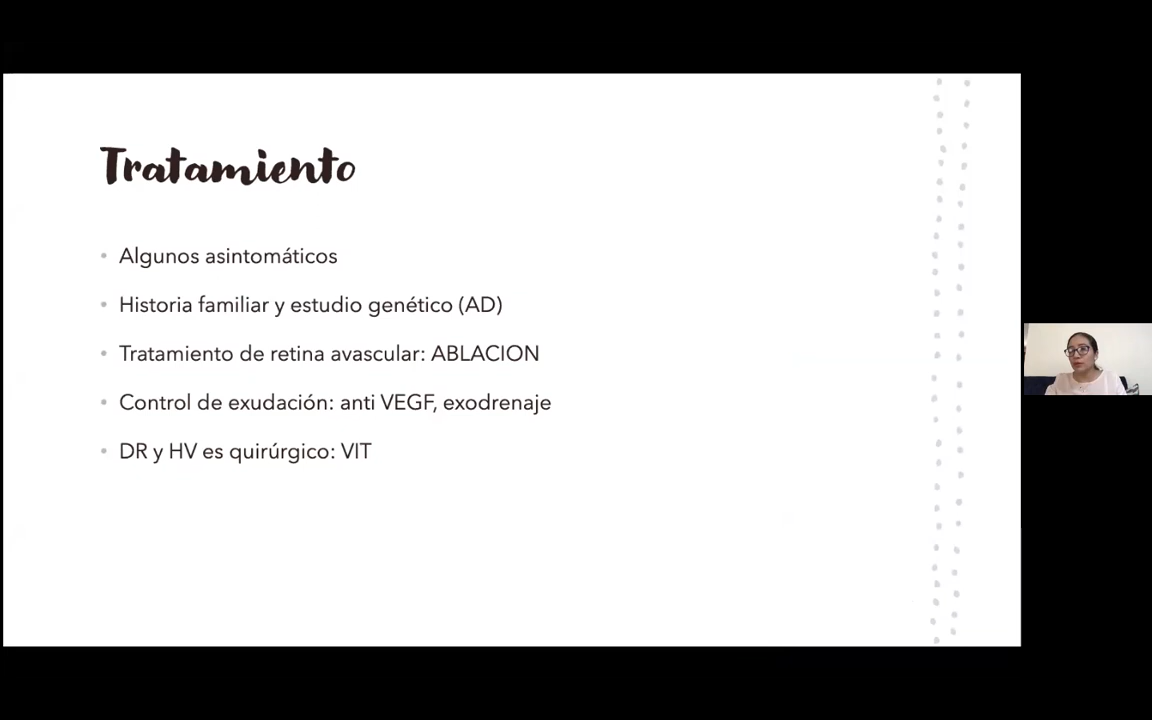 Tratamiento
• Algunos asintomáticos
• Historia familiar y estudio genético (AD)
• Tratamiento de retina avascular: ABLACION
• Control de exudación: anti VEGF, exodrenaje
• DR y HV es quirúrgico: VIT